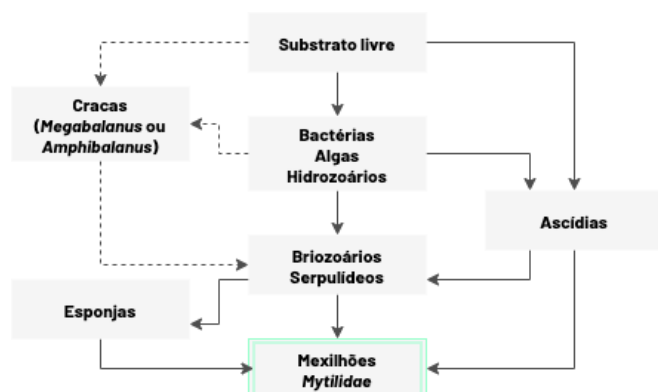 Substrato livre
Cracas
(Megabalanus ou
Amphibalanus)
Bactérias
Algas
Hidrozoários
Ascídias
Briozoários
Serpulídeos
Esponjas
Mexilhões
Mytilidae